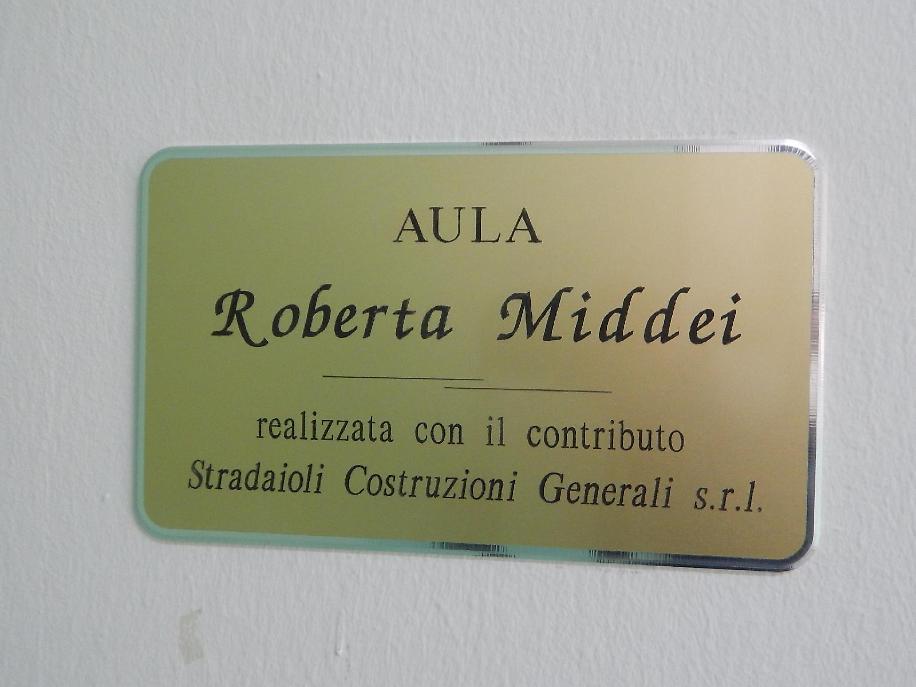 AULA
Roberta Middei
realizzata con il contributo
Stradaioli Costruzioni Generali s.r.l.